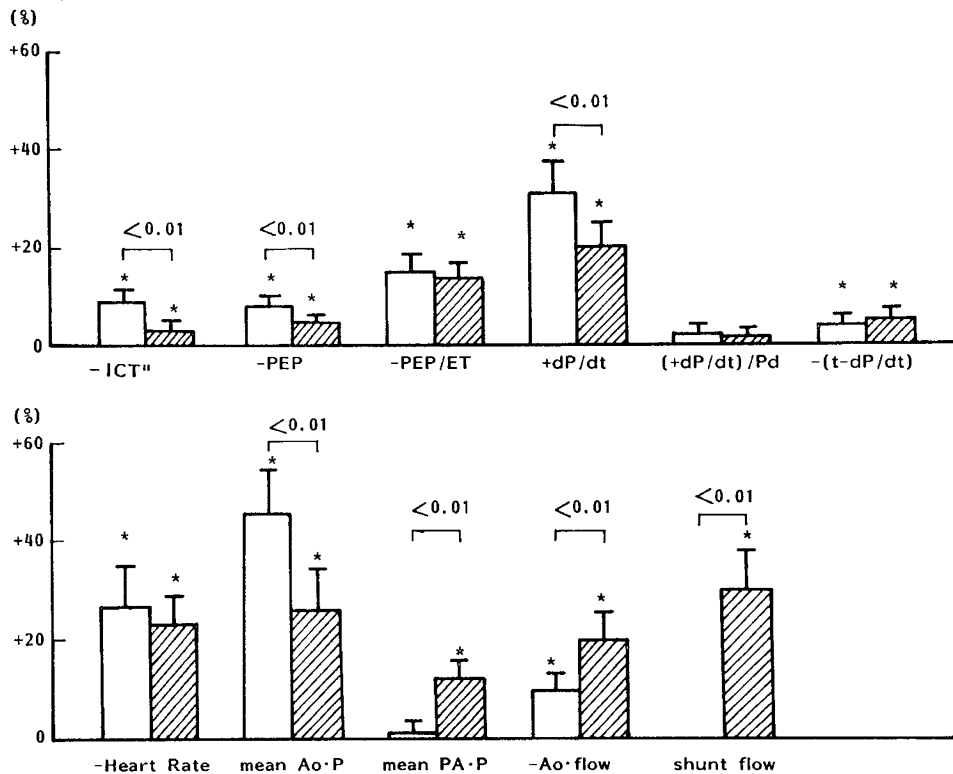 (%)
+60
<0.01
+40
* *
<0.01 <0.01 * * *
+20
* * * * * *
0
-ICT" -PEP -PEP/ET +dP/dt (+dP/dt)/Pd -(t-dP/dt)
(%)
+60
<0.01
*
<0.01 <0.01 <0.01
+40
* * *
* *
+20
* *
0
-Heart Rate mean Ao·P mean PA·P -Ao·flow shunt flow